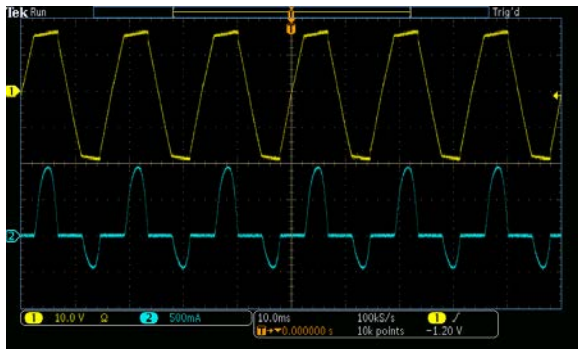 Tek Run Trig'd
T
T
1
2
1 10.0 V Ω 2 500mA 10.0ms 100kS/s 1
T→▼0.000000 s 10k points -1.20 V